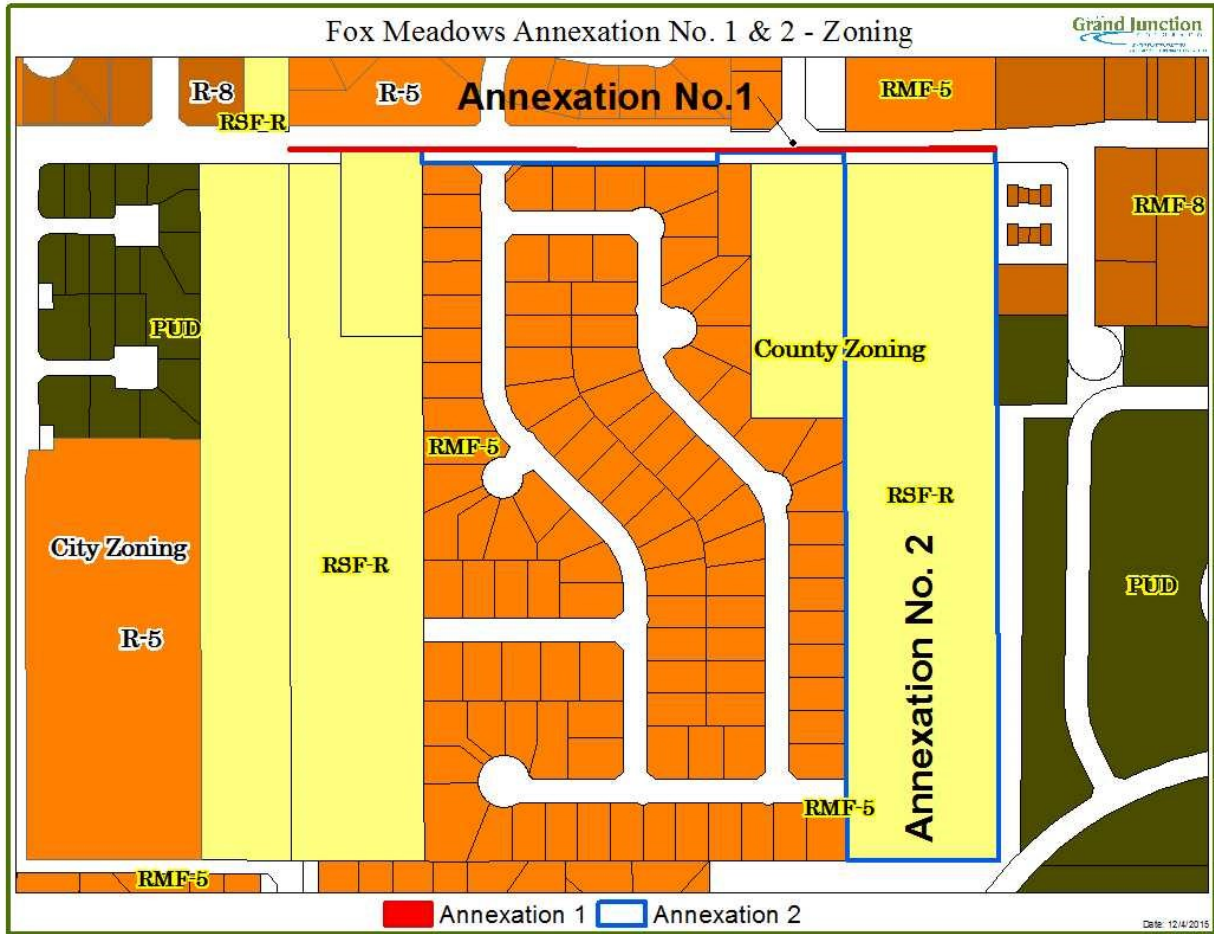 Fox Meadows Annexation No. 1 & 2 - Zoning
Grand Junction
COLORADO
R-8
R-5
Annexation No.1
RMF-5
RSF-R
RMF-8
PUD
County Zoning
RMF-5
RSF-R
City Zoning
RSF-R
Annexation No. 2
PUD
R-5
RMF-5
RMF-5
Annexation 1
Annexation 2
Date: 12/4/2015